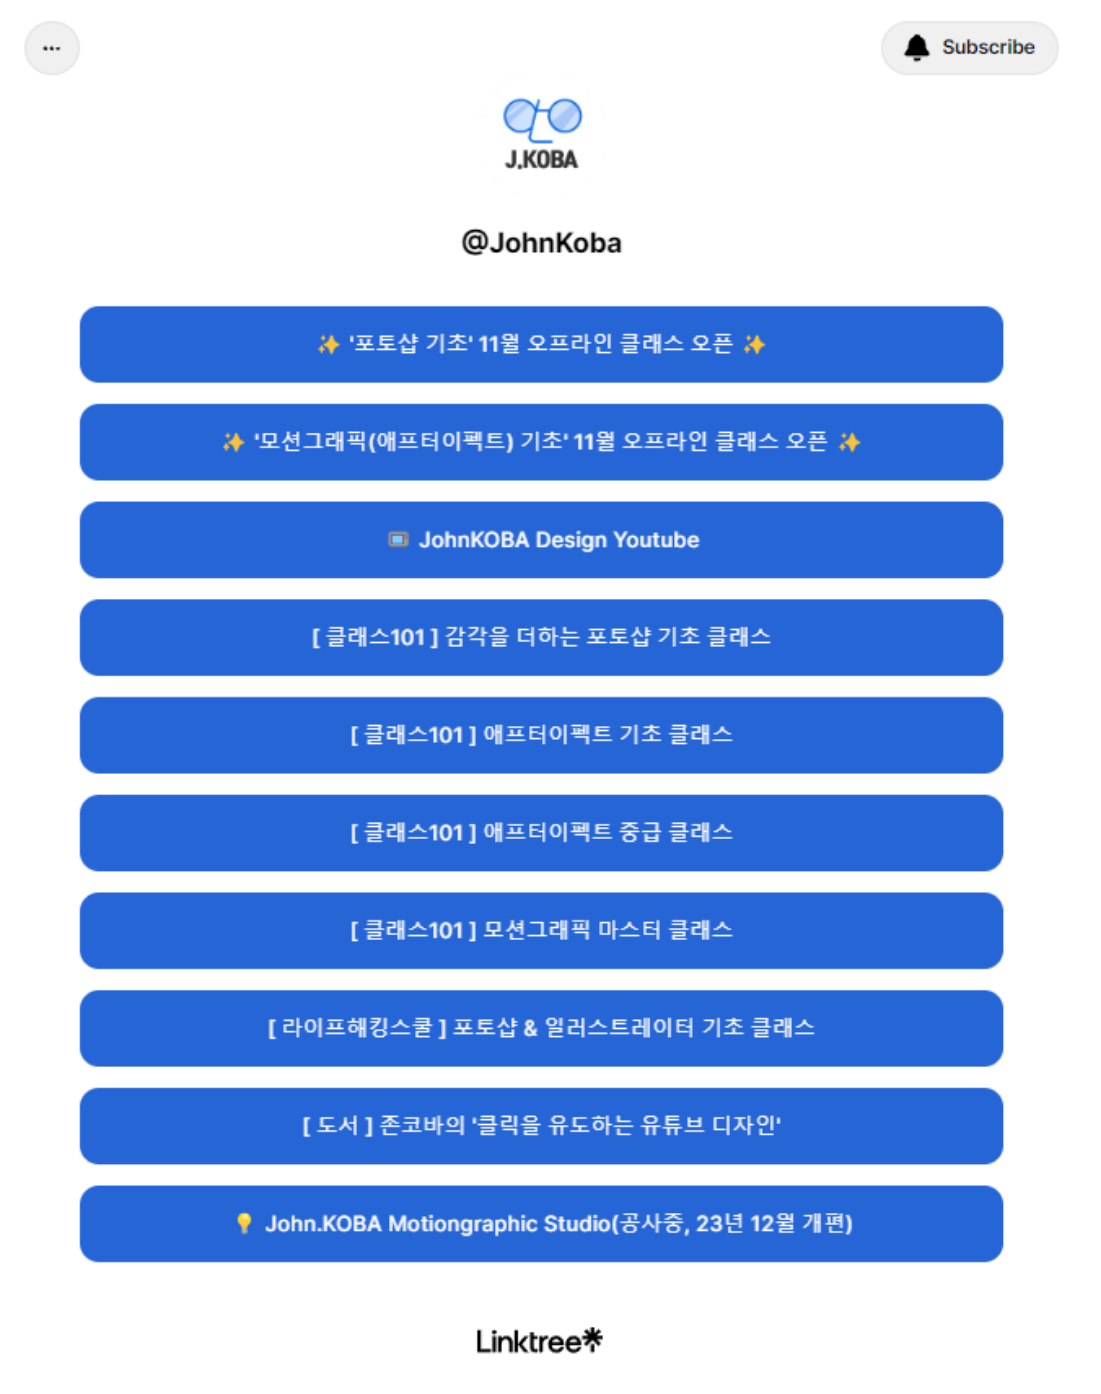 ...
Subscribe
J.KOBA
@JohnKoba
✨ '포토샵 기초' 11월 오프라인 클래스 오픈 ✨
✨ '모션그래픽(애프터이펙트) 기초' 11월 오프라인 클래스 오픈 ✨
📺 JohnKOBA Design Youtube
[ 클래스101 ] 감각을 더하는 포토샵 기초 클래스
[ 클래스101 ] 애프터이펙트 기초 클래스
[ 클래스101 ] 애프터이펙트 중급 클래스
[ 클래스101 ] 모션그래픽 마스터 클래스
[ 라이프해킹스쿨 ] 포토샵 & 일러스트레이터 기초 클래스
[ 도서 ] 존코바의 '클릭을 유도하는 유튜브 디자인'
💡 John.KOBA Motiongraphic Studio(공사중, 23년 12월 개편)
Linktree